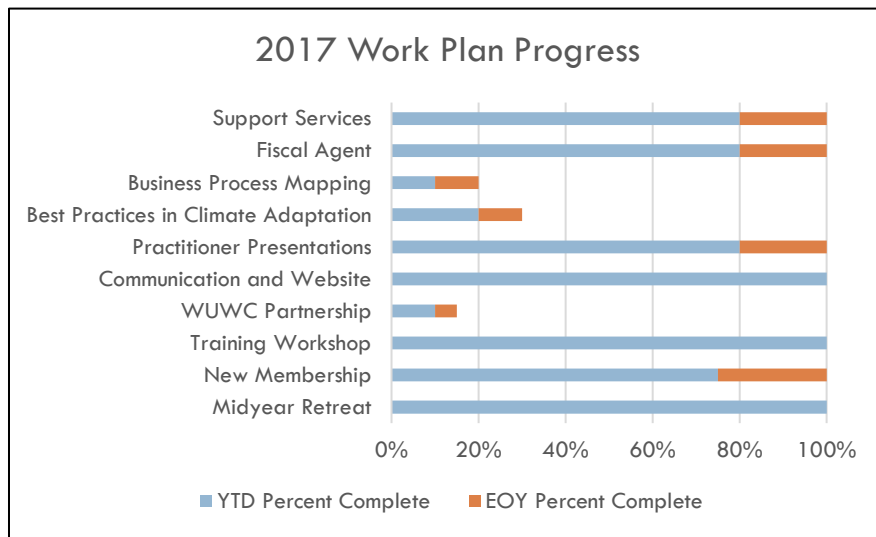 2017 Work Plan Progress
Support Services
Fiscal Agent
Business Process Mapping
Best Practices in Climate Adaptation
Practitioner Presentations
Communication and Website
WUWC Partnership
Training Workshop
New Membership
Midyear Retreat
0% 20% 40% 60% 80% 100%
YTD Percent Complete EOY Percent Complete